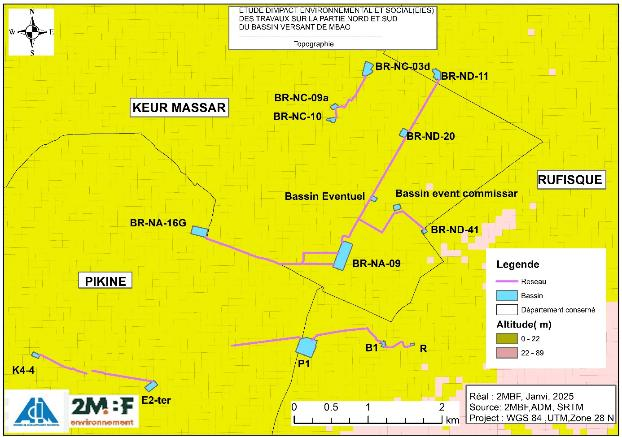 ETUDE D'IMPACT ENVIRONNEMENTAL ET SOCIAL(EIES)
DES TRAVAUX SUR LA PARTIE NORD ET SUD
DU BASSIN VERSANT DE MBAO
Topographie
N
W
E
S
BR-NC-03d
BR-ND-11
BR-NC-09a
KEUR MASSAR
BR-NC-10
BR-ND-20
RUFISQUE
Bassin Eventuel
Bassin event commissar
BR-NA-16G
BR-ND-41
BR-NA-09
PIKINE
Legende
Reseau
Bassin
Département conserné
Altitude( m)
0 - 22
22 - 89
P1
B1
R
K4-4
E2-ter
2MBF
environnement
0
0.5
1
2
km
Réal : 2MBF, Janvi. 2025
Source: 2MBF,ADM, SRTM
Projection : WGS 84 ,UTM,Zone 28 N